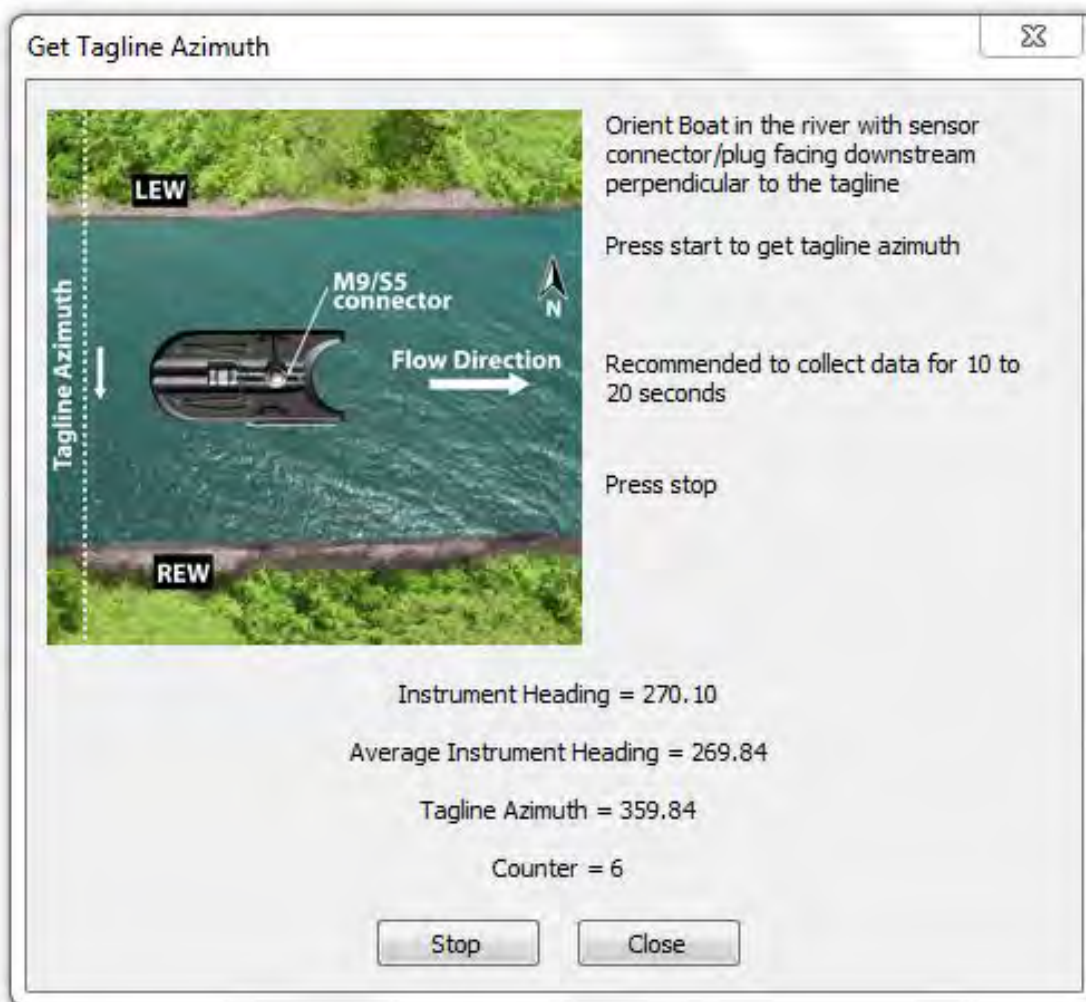 Get Tagline Azimuth
Orient Boat in the river with sensor
connector/plug facing downstream
perpendicular to the tagline
Press start to get tagline azimuth
Recommended to collect data for 10 to
20 seconds
Press stop
LEW
Tagline Azimuth
M9/S5
connector
N
Flow Direction
REW
Instrument Heading = 270.10
Average Instrument Heading = 269.84
Tagline Azimuth = 359.84
Counter = 6
Stop
Close